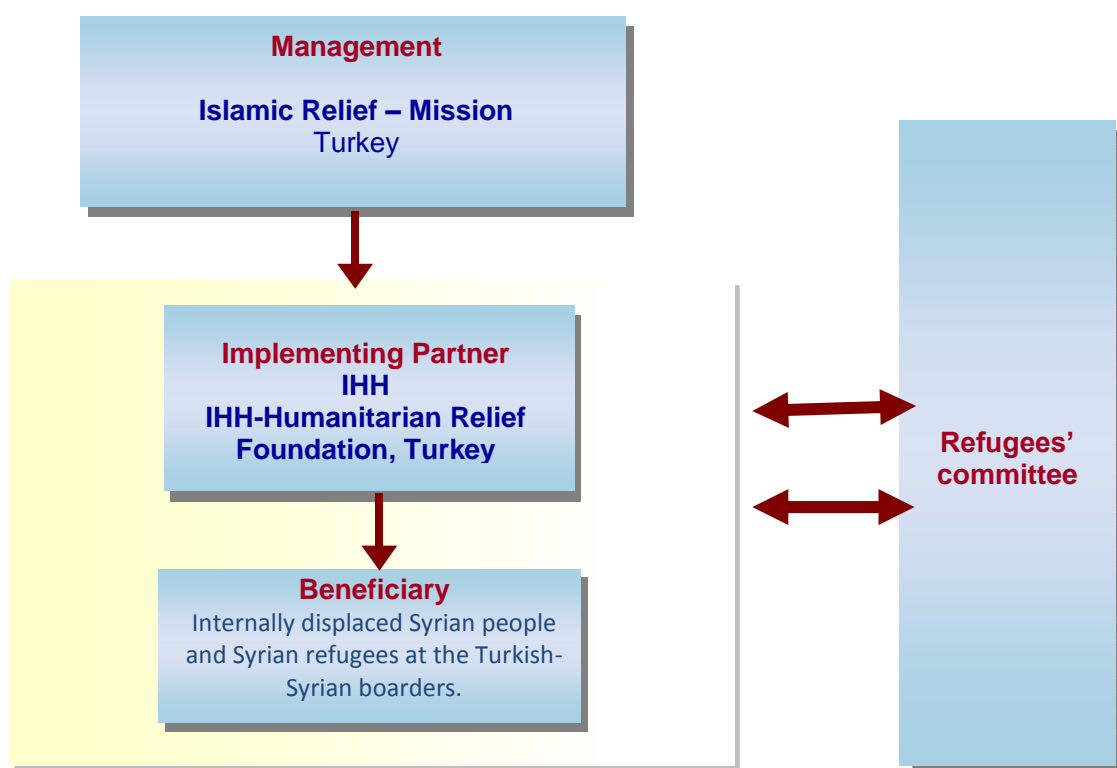 Management
Islamic Relief – Mission
Turkey
Implementing Partner
IHH
IHH-Humanitarian Relief
Foundation, Turkey
Beneficiary
Internally displaced Syrian people
and Syrian refugees at the Turkish-
Syrian boarders.
Refugees’
committee